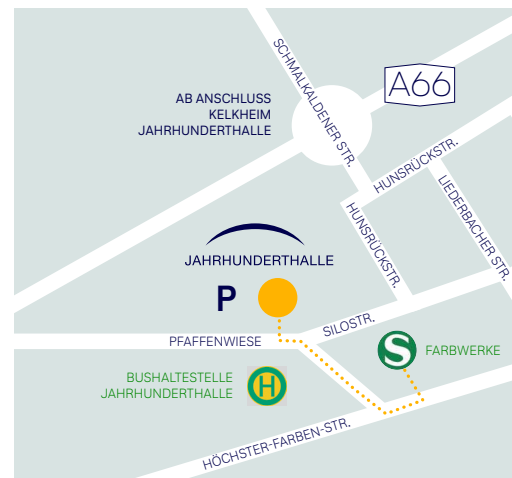 SCHMALKALDENER STR.
A66
AB ANSCHLUSS
KELKHEIM
JAHRHUNDERTHALLE
HUNSRÜCKSTR.
LIEDERBACHER STR.
HUNSRÜCKSTR.
JAHRHUNDERTHALLE
P
SILOSTR.
PFAFFENWIESE
S
FARBWERKE
BUSHALTESTELLE
JAHRHUNDERTHALLE
H
HÖCHSTER-FARBEN-STR.